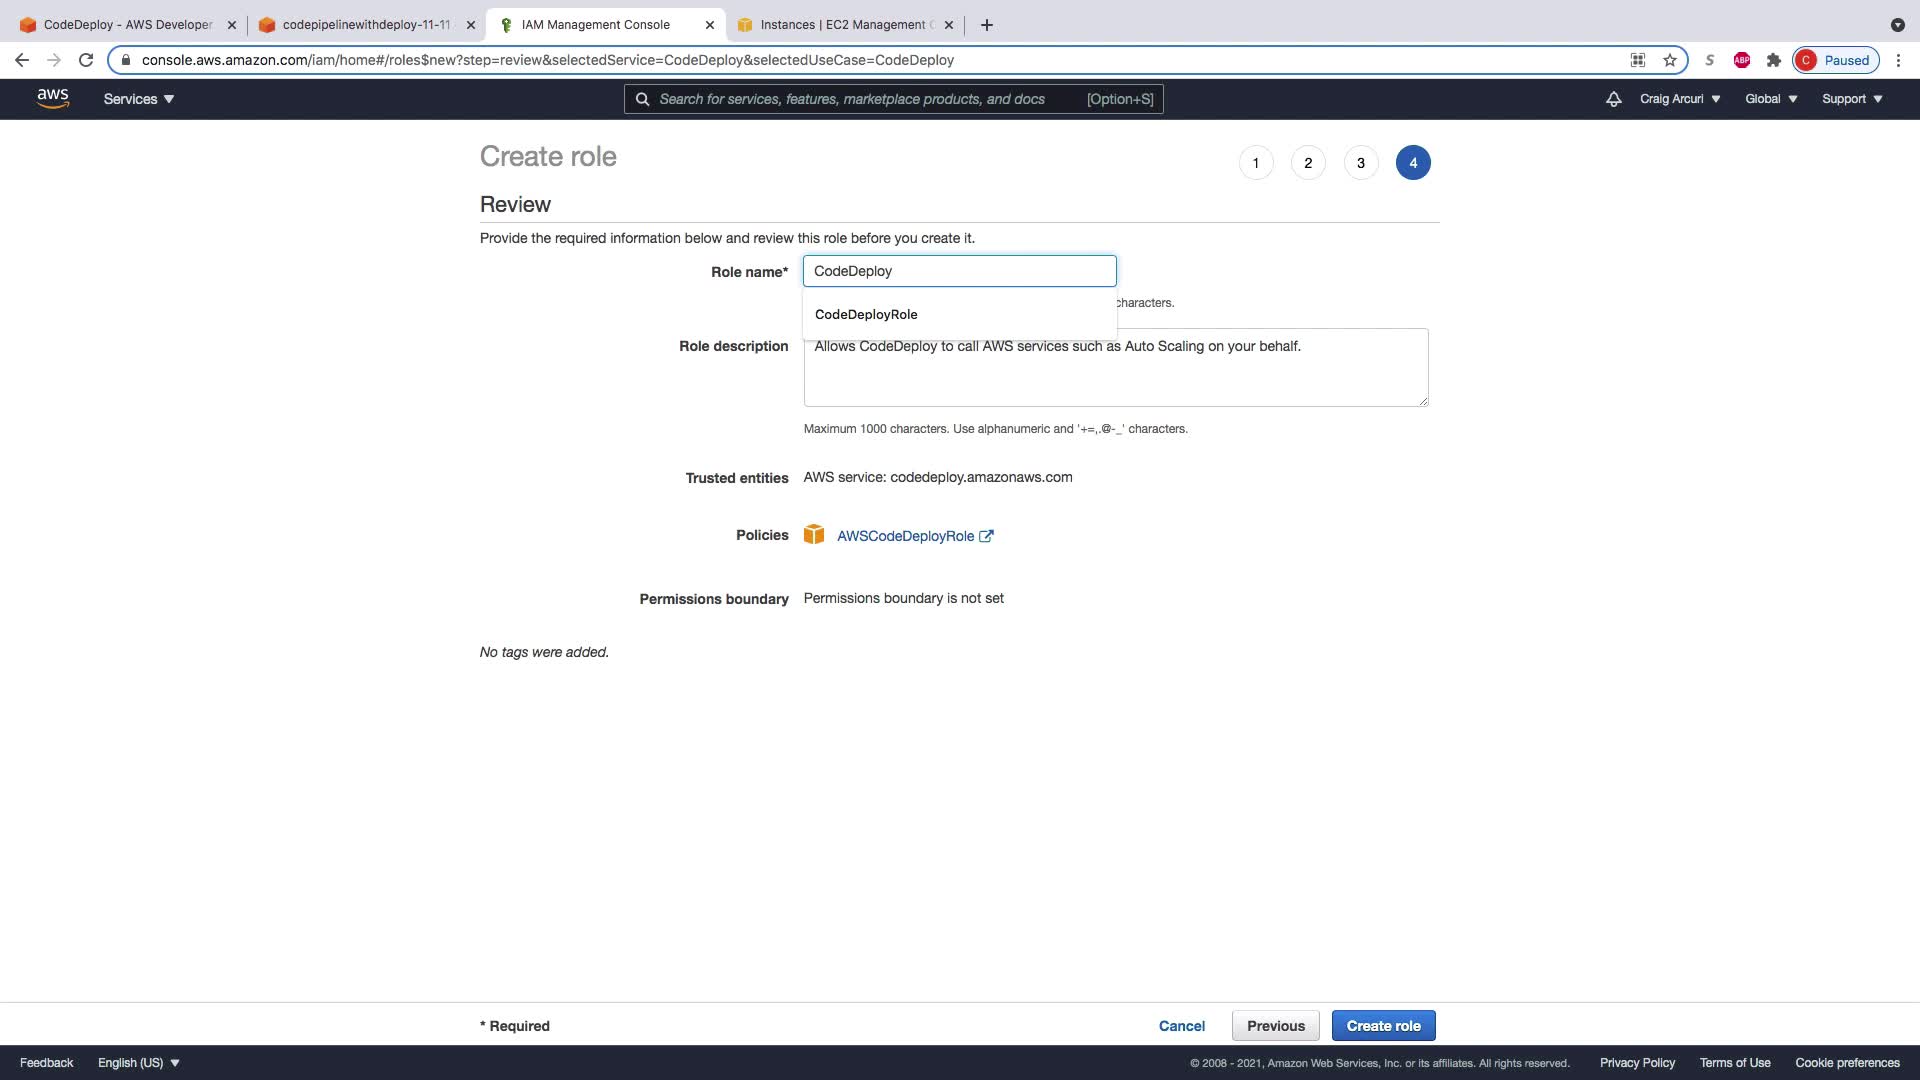 CodeDeploy - AWS Developer
codepipelinewithdeploy-11-11
IAM Management Console
Instances | EC2 Management C
console.aws.amazon.com/iam/home#/roles$new?step=review&selectedService=CodeDeploy&selectedUseCase=CodeDeploy
S
ABP
C
Paused
aws
Services
Search for services, features, marketplace products, and docs
[Option+S]
Craig Arcuri
Global
Support
Create role
1
2
3
4
Review
Provide the required information below and review this role before you create it.
Role name*
CodeDeploy
characters.
CodeDeployRole
Role description
Allows CodeDeploy to call AWS services such as Auto Scaling on your behalf.
Maximum 1000 characters. Use alphanumeric and '+=,.@-_' characters.
Trusted entities
AWS service: codedeploy.amazonaws.com
Policies
AWSCodeDeployRole
Permissions boundary
Permissions boundary is not set
No tags were added.
* Required
Cancel
Previous
Create role
Feedback
English (US)
© 2008 - 2021, Amazon Web Services, Inc. or its affiliates. All rights reserved.
Privacy Policy
Terms of Use
Cookie preferences